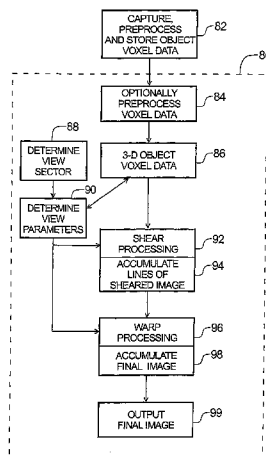 CAPTURE,
PREPROCESS
AND STORE OBJECT
VOXEL DATA
82
80
OPTIONALLY
PREPROCESS
VOXEL DATA
84
88
DETERMINE
VIEW
SECTOR
3-D OBJECT
VOXEL DATA
86
90
DETERMINE
VIEW
PARAMETERS
SHEAR
PROCESSING
92
ACCUMULATE
LINES OF
SHEARED IMAGE
94
WARP
PROCESSING
96
ACCUMULATE
FINAL IMAGE
98
OUTPUT
FINAL IMAGE
99